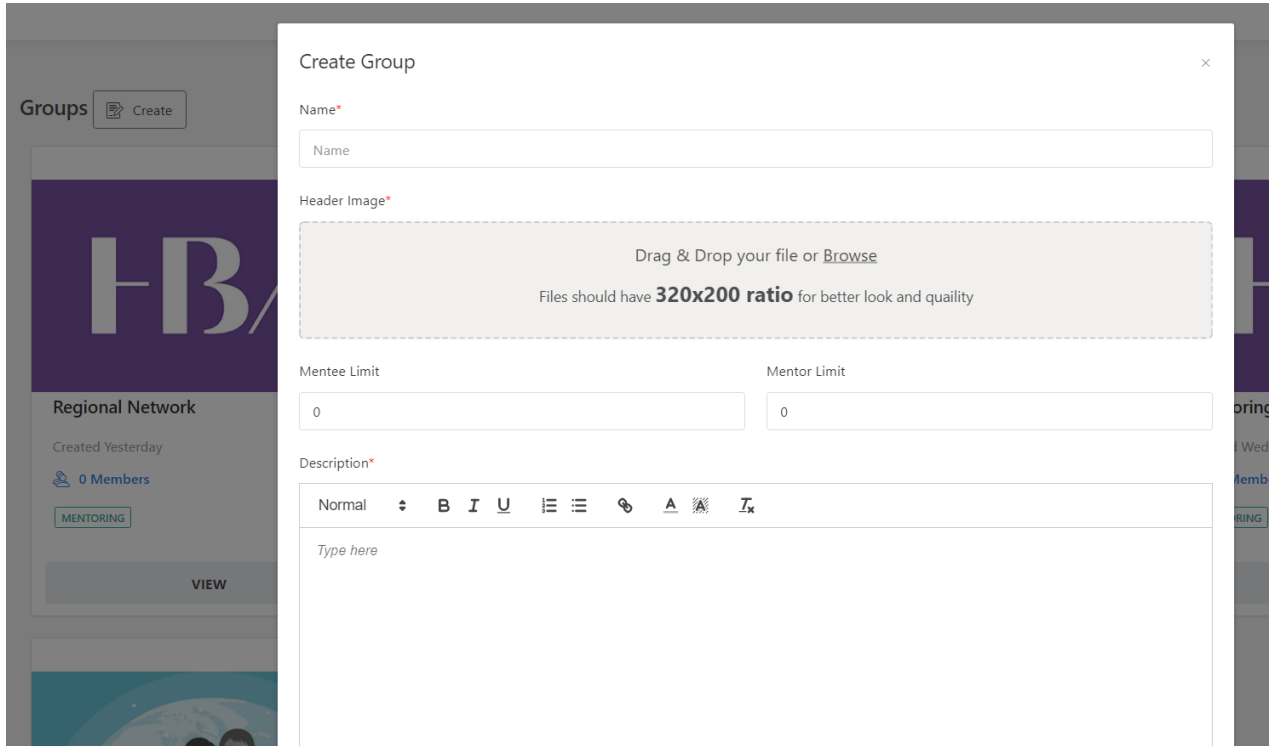 Create Group
×
Groups
Create
Name*
Name
Header Image*
Drag & Drop your file or Browse
Files should have 320x200 ratio for better look and quaility
Mentee Limit
Mentor Limit
0
0
Description*
Normal B I U A A Tx
Type here
HBA
Regional Network
Created Yesterday
0 Members
MENTORING
VIEW